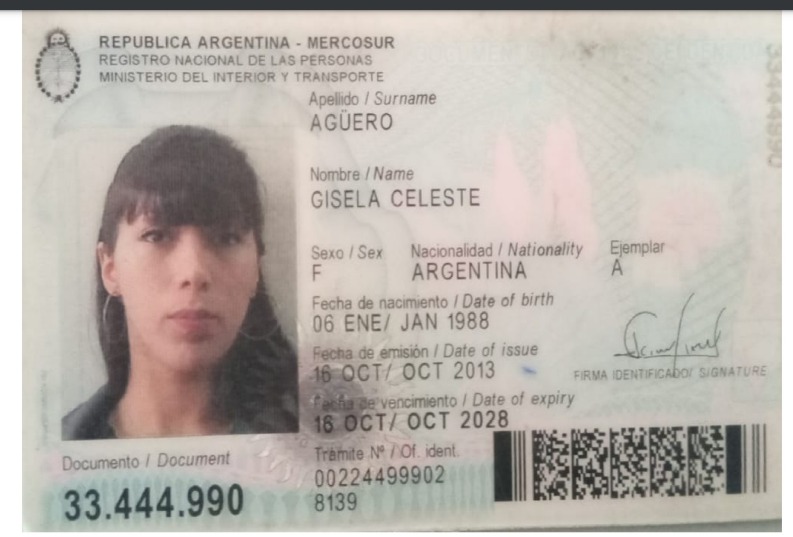 REPUBLICA ARGENTINA - MERCOSUR
REGISTRO NACIONAL DE LAS PERSONAS
MINISTERIO DEL INTERIOR Y TRANSPORTE
Apellido / Surname
AGÜERO
Nombre / Name
GISELA CELESTE
Sexo / Sex Nacionalidad / Nationality Ejemplar
F ARGENTINA A
Fecha de nacimiento / Date of birth
06 ENE/ JAN 1988
Fecha de emisión / Date of issue
16 OCT/ OCT 2013
FIRMA IDENTIFICADO/ SIGNATURE
Fecha de vencimiento / Date of expiry
16 OCT/ OCT 2028
Documento / Document
33.444.990
Trámite Nº / Of. ident.
00224499902
8139
33444990